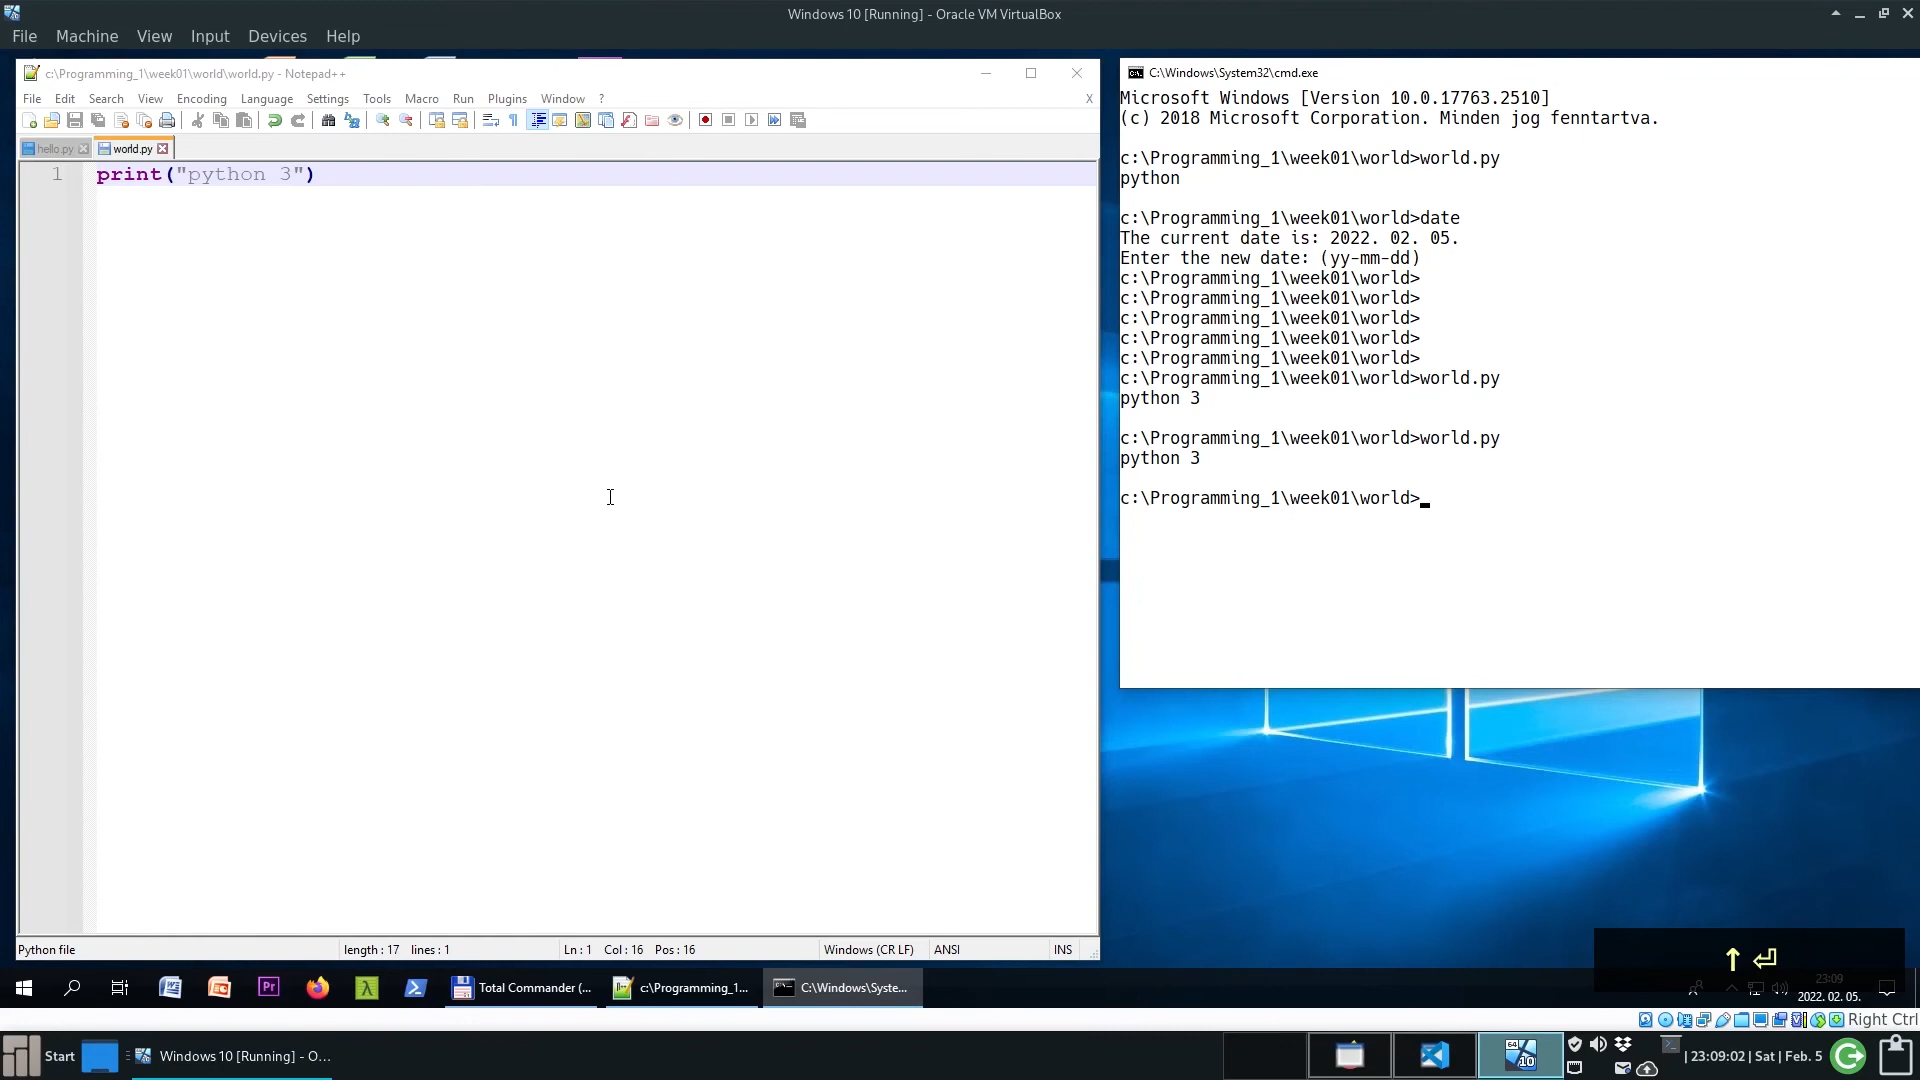 Windows 10 [Running] - Oracle VM VirtualBox
File Machine View Input Devices Help
c:\Programming_1\week01\world\world.py - Notepad++
File Edit Search View Encoding Language Settings Tools Macro Run Plugins Window ? X
hello.py world.py
1 print("python 3")
Python file length : 17 lines : 1 Ln : 1 Col : 16 Pos : 16 Windows (CR LF) ANSI INS
C:\Windows\System32\cmd.exe
Microsoft Windows [Version 10.0.17763.2510]
(c) 2018 Microsoft Corporation. Minden jog fenntartva.
c:\Programming_1\week01\world>world.py
python
c:\Programming_1\week01\world>date
The current date is: 2022. 02. 05.
Enter the new date: (yy-mm-dd)
c:\Programming_1\week01\world>
c:\Programming_1\week01\world>
c:\Programming_1\week01\world>
c:\Programming_1\week01\world>
c:\Programming_1\week01\world>
c:\Programming_1\week01\world>world.py
python 3
c:\Programming_1\week01\world>world.py
python 3
c:\Programming_1\week01\world>
↑ ⏎
Pr λ Total Commander (... c:\Programming_1... C:\Windows\Syste...
23:09
2022. 02. 05.
Right Ctrl
Start Windows 10 [Running] - O...
64 10
| 23:09:02 | Sat | Feb. 5